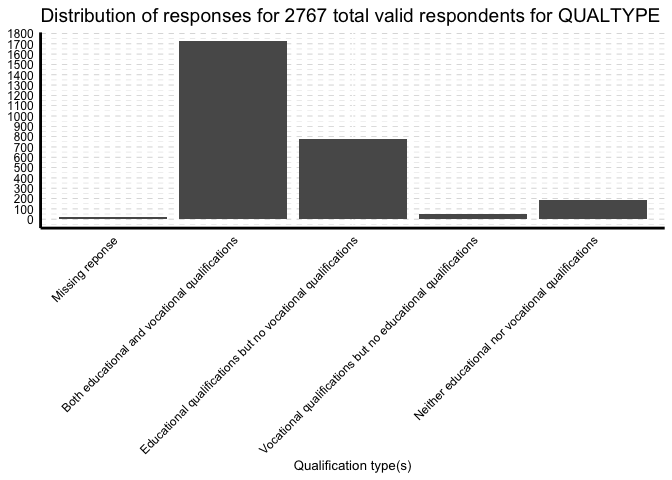 Distribution of responses for 2767 total valid respondents for QUALTYPE
1800
1700
1600
1500
1400
1300
1200
1100
1000
900
800
700
600
500
400
300
200
100
0
Missing reponse
Both educational and vocational qualifications
Educational qualifications but no vocational qualifications
Vocational qualifications but no educational qualifications
Neither educational nor vocational qualifications
Qualification type(s)